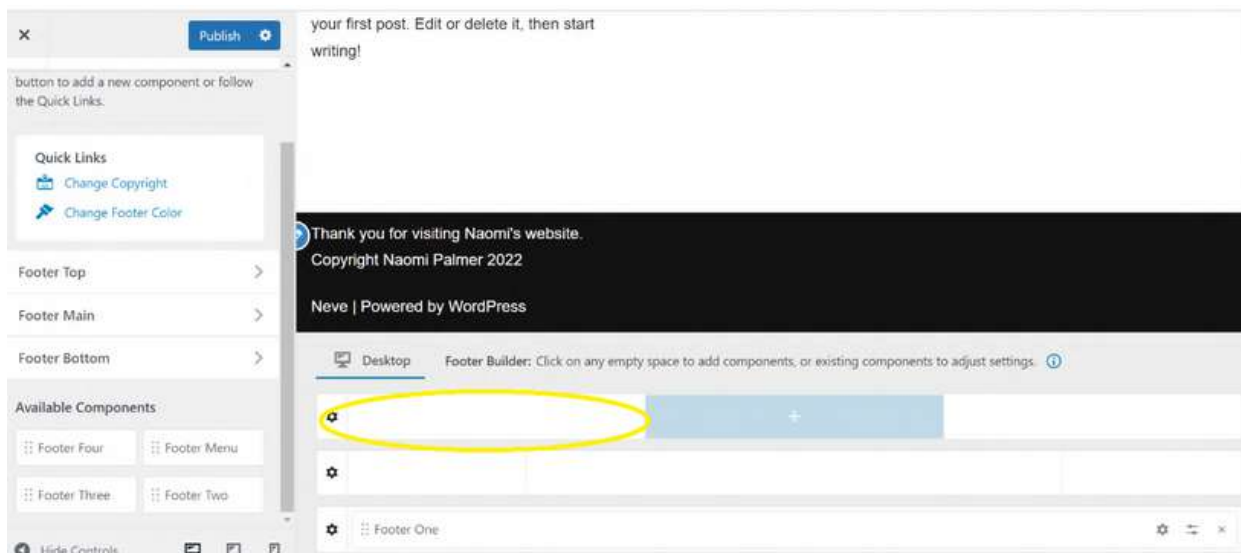 Publish
button to add a new component or follow
the Quick Links.
Quick Links
Change Copyright
Change Footer Color
Footer Top
Footer Main
Footer Bottom
Available Components
Footer Four
Footer Menu
Footer Three
Footer Two
Hide Controls
your first post. Edit or delete it, then start
writing!
Thank you for visiting Naomi's website.
Copyright Naomi Palmer 2022
Neve | Powered by WordPress
Desktop
Footer Builder: Click on any empty space to add components, or existing components to adjust settings.
Footer One